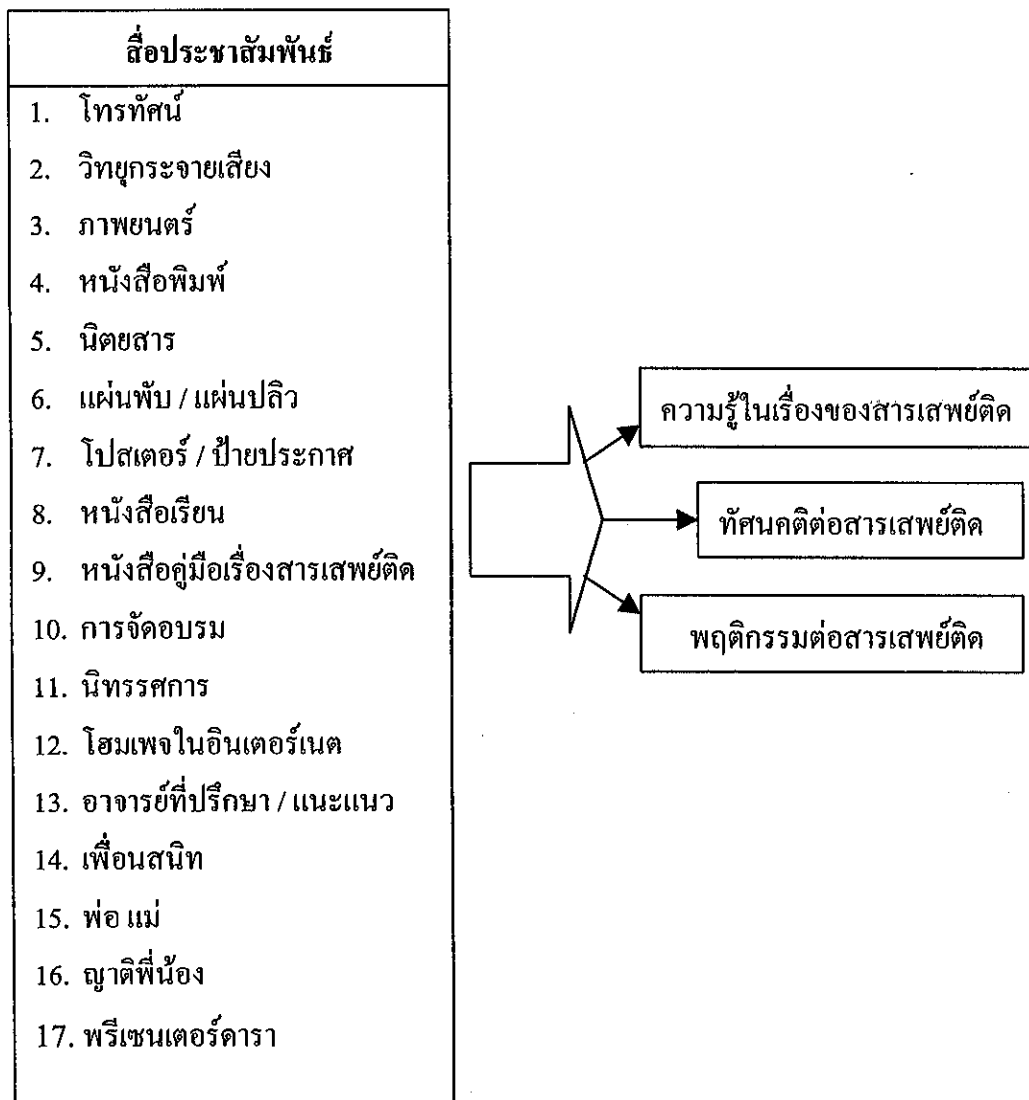 สื่อประชาสัมพันธ์
1. โทรทัศน์
2. วิทยุกระจายเสียง
3. ภาพยนตร์
4. หนังสือพิมพ์
5. นิตยสาร
6. แผ่นพับ / แผ่นปลิว
7. โปสเตอร์ / ป้ายประกาศ
8. หนังสือเรียน
9. หนังสือคู่มือเรื่องสารเสพย์ติด
10. การจัดอบรม
11. นิทรรศการ
12. โฮมเพจในอินเตอร์เนต
13. อาจารย์ที่ปรึกษา / แนะแนว
14. เพื่อนสนิท
15. พ่อ แม่
16. ญาติพี่น้อง
17. พรีเซนเตอร์ดารา
ความรู้ในเรื่องของสารเสพย์ติด
ทัศนคติต่อสารเสพย์ติด
พฤติกรรมต่อสารเสพย์ติด